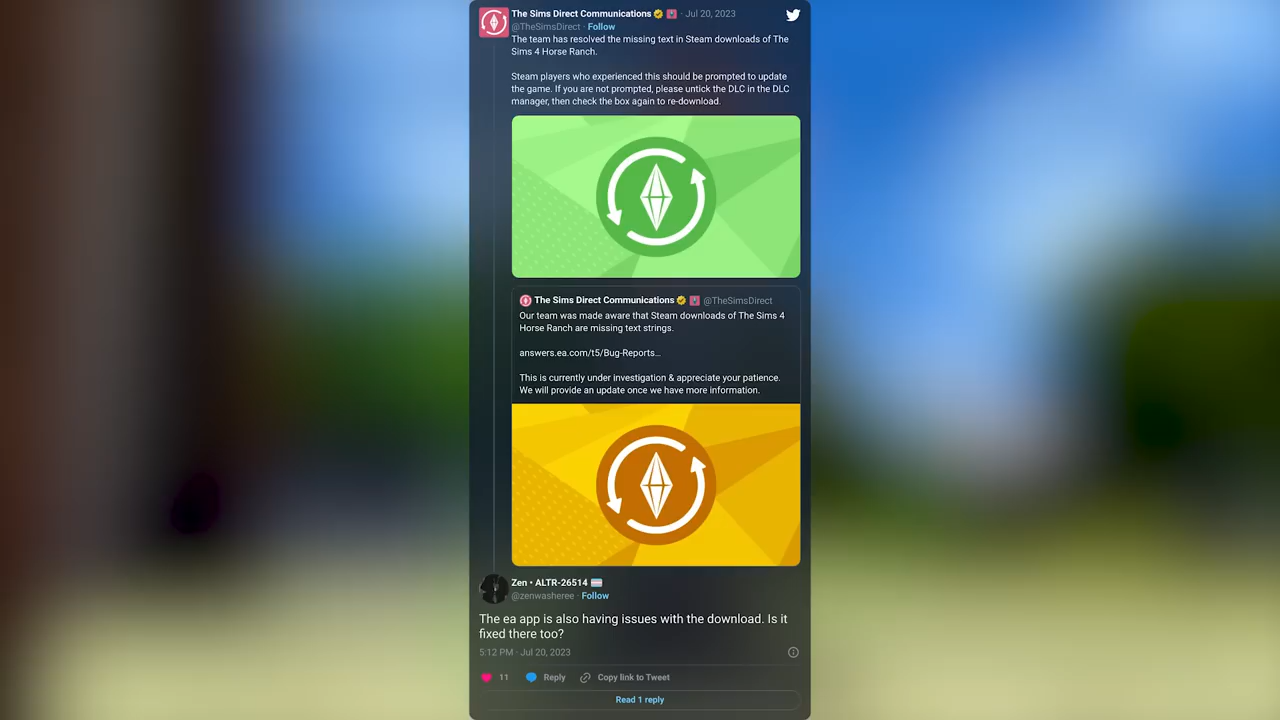 The Sims Direct Communications · Jul 20, 2023
@TheSimsDirect · Follow
The team has resolved the missing text in Steam downloads of The
Sims 4 Horse Ranch.
Steam players who experienced this should be prompted to update
the game. If you are not prompted, please untick the DLC in the DLC
manager, then check the box again to re-download.
The Sims Direct Communications @TheSimsDirect
Our team was made aware that Steam downloads of The Sims 4
Horse Ranch are missing text strings.
answers.ea.com/t5/Bug-Reports…
This is currently under investigation & appreciate your patience.
We will provide an update once we have more information.
Zen • ALTR-26514
@zenwasheree · Follow
The ea app is also having issues with the download. Is it
fixed there too?
5:12 PM · Jul 20, 2023
11 Reply Copy link to Tweet
Read 1 reply